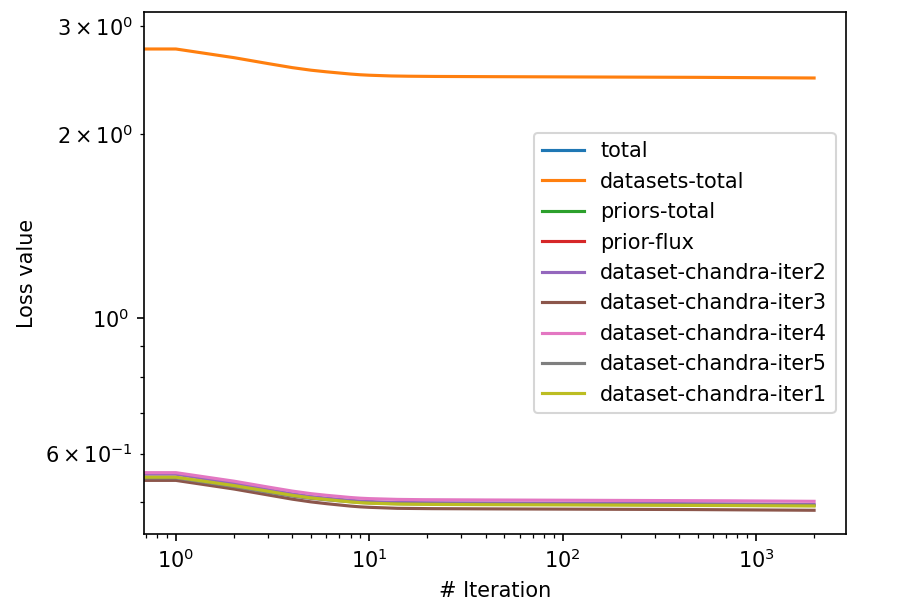 3 × 10⁰
2 × 10⁰
10⁰
6 × 10⁻¹
Loss value
total
datasets-total
priors-total
prior-flux
dataset-chandra-iter2
dataset-chandra-iter3
dataset-chandra-iter4
dataset-chandra-iter5
dataset-chandra-iter1
10⁰ 10¹ 10² 10³
# Iteration